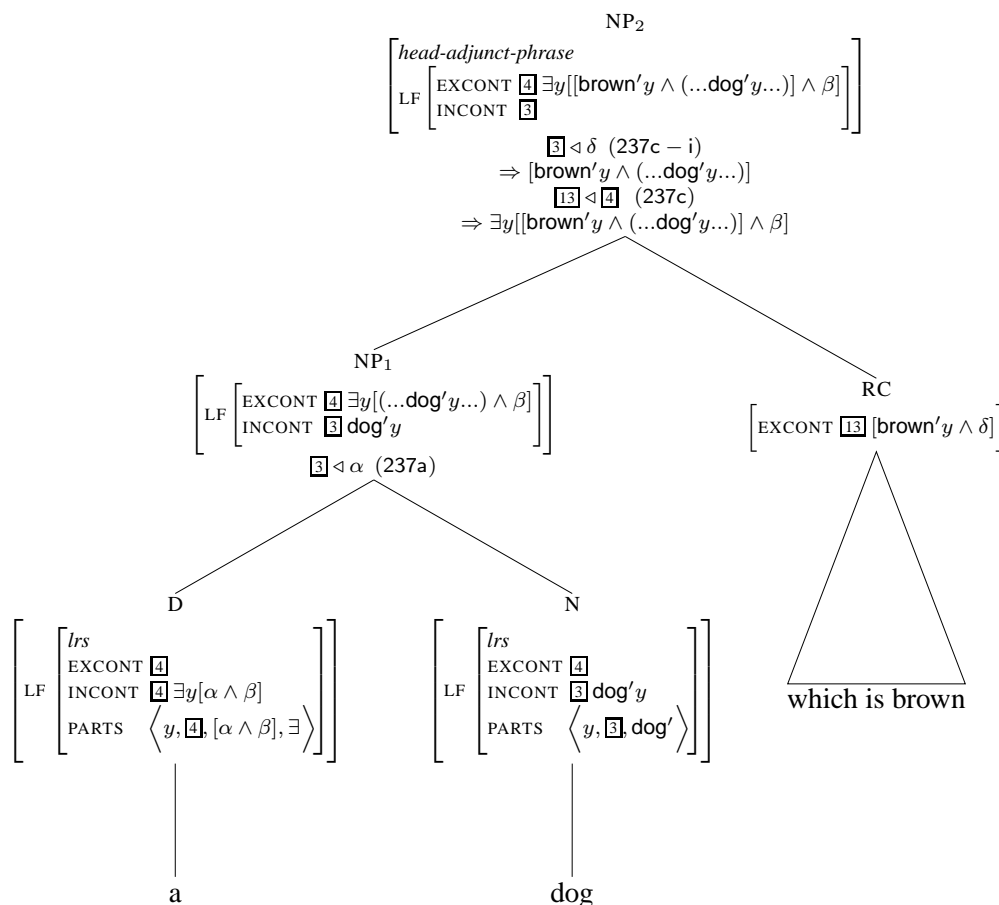 NP₂
head-adjunct-phrase
LF EXCONT 4 ∃y[[brown′y ∧ (...dog′y...)] ∧ β]
INCONT 3
3 ◁ δ (237c − i)
⇒ [brown′y ∧ (...dog′y...)]
13 ◁ 4 (237c)
⇒ ∃y[[brown′y ∧ (...dog′y...)] ∧ β]
NP₁
LF EXCONT 4 ∃y[(...dog′y...) ∧ β]
INCONT 3 dog′y
3 ◁ α (237a)
RC
EXCONT 13 [brown′y ∧ δ]
D
LF lrs
EXCONT 4
INCONT 4 ∃y[α ∧ β]
PARTS ⟨y, 4, [α ∧ β], ∃⟩
a
N
LF lrs
EXCONT 4
INCONT 3 dog′y
PARTS ⟨y, 3, dog′⟩
dog
which is brown